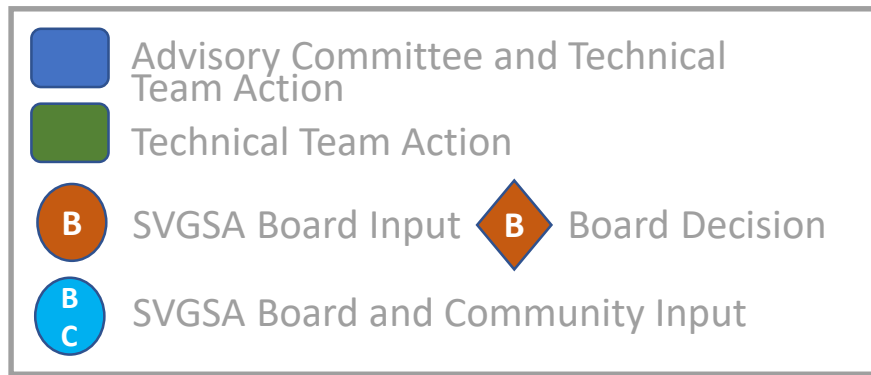 Advisory Committee and Technical
Team Action
Technical Team Action
B SVGSA Board Input B Board Decision
B
C SVGSA Board and Community Input